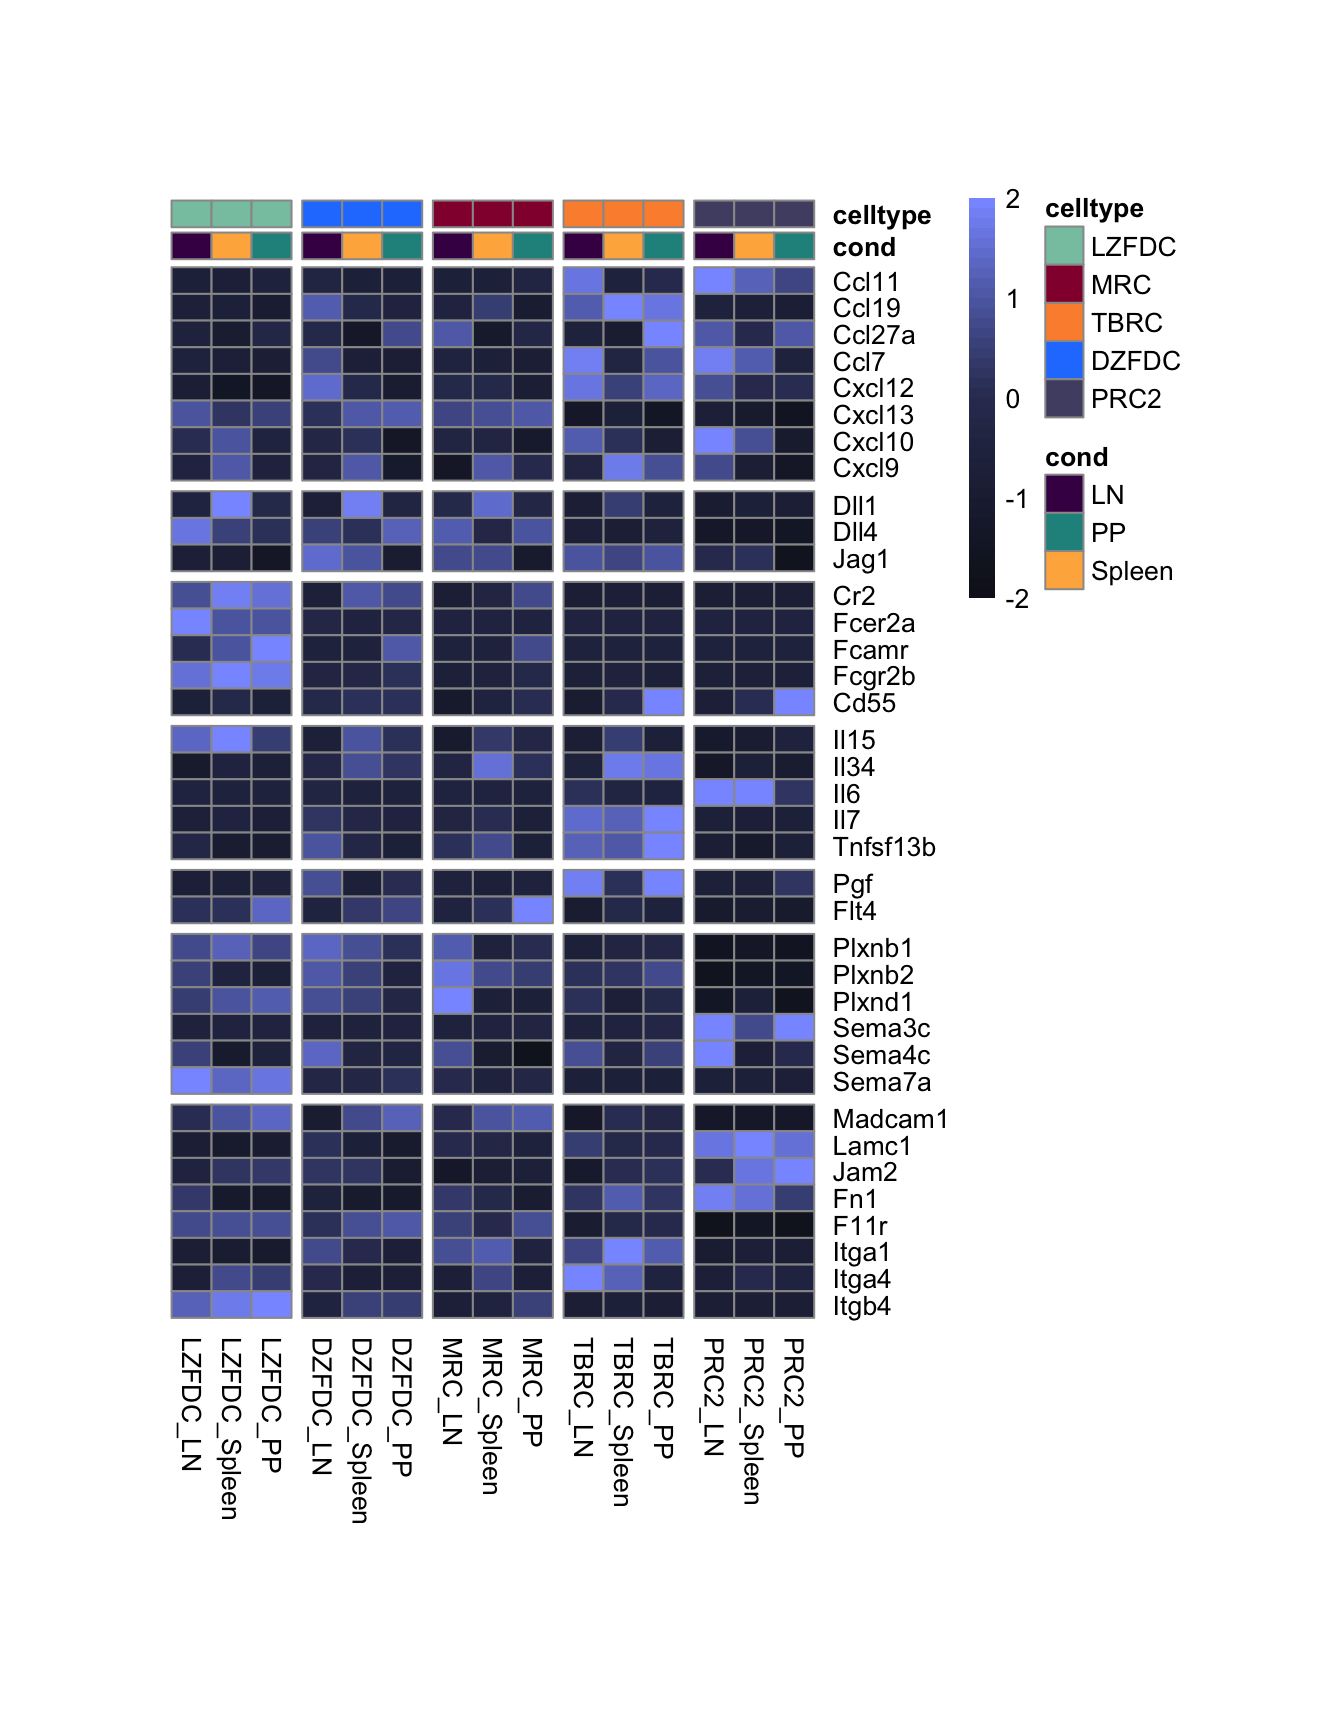 celltype
cond
Ccl11
Ccl19
Ccl27a
Ccl7
Cxcl12
Cxcl13
Cxcl10
Cxcl9
Dll1
Dll4
Jag1
Cr2
Fcer2a
Fcamr
Fcgr2b
Cd55
Il15
Il34
Il6
Il7
Tnfsf13b
Pgf
Flt4
Plxnb1
Plxnb2
Plxnd1
Sema3c
Sema4c
Sema7a
Madcam1
Lamc1
Jam2
Fn1
F11r
Itga1
Itga4
Itgb4
LZFDC_LN
LZFDC_Spleen
LZFDC_PP
DZFDC_LN
DZFDC_Spleen
DZFDC_PP
MRC_LN
MRC_Spleen
MRC_PP
TBRC_LN
TBRC_Spleen
TBRC_PP
PRC2_LN
PRC2_Spleen
PRC2_PP
2
1
0
-1
-2
celltype
LZFDC
MRC
TBRC
DZFDC
PRC2
cond
LN
PP
Spleen